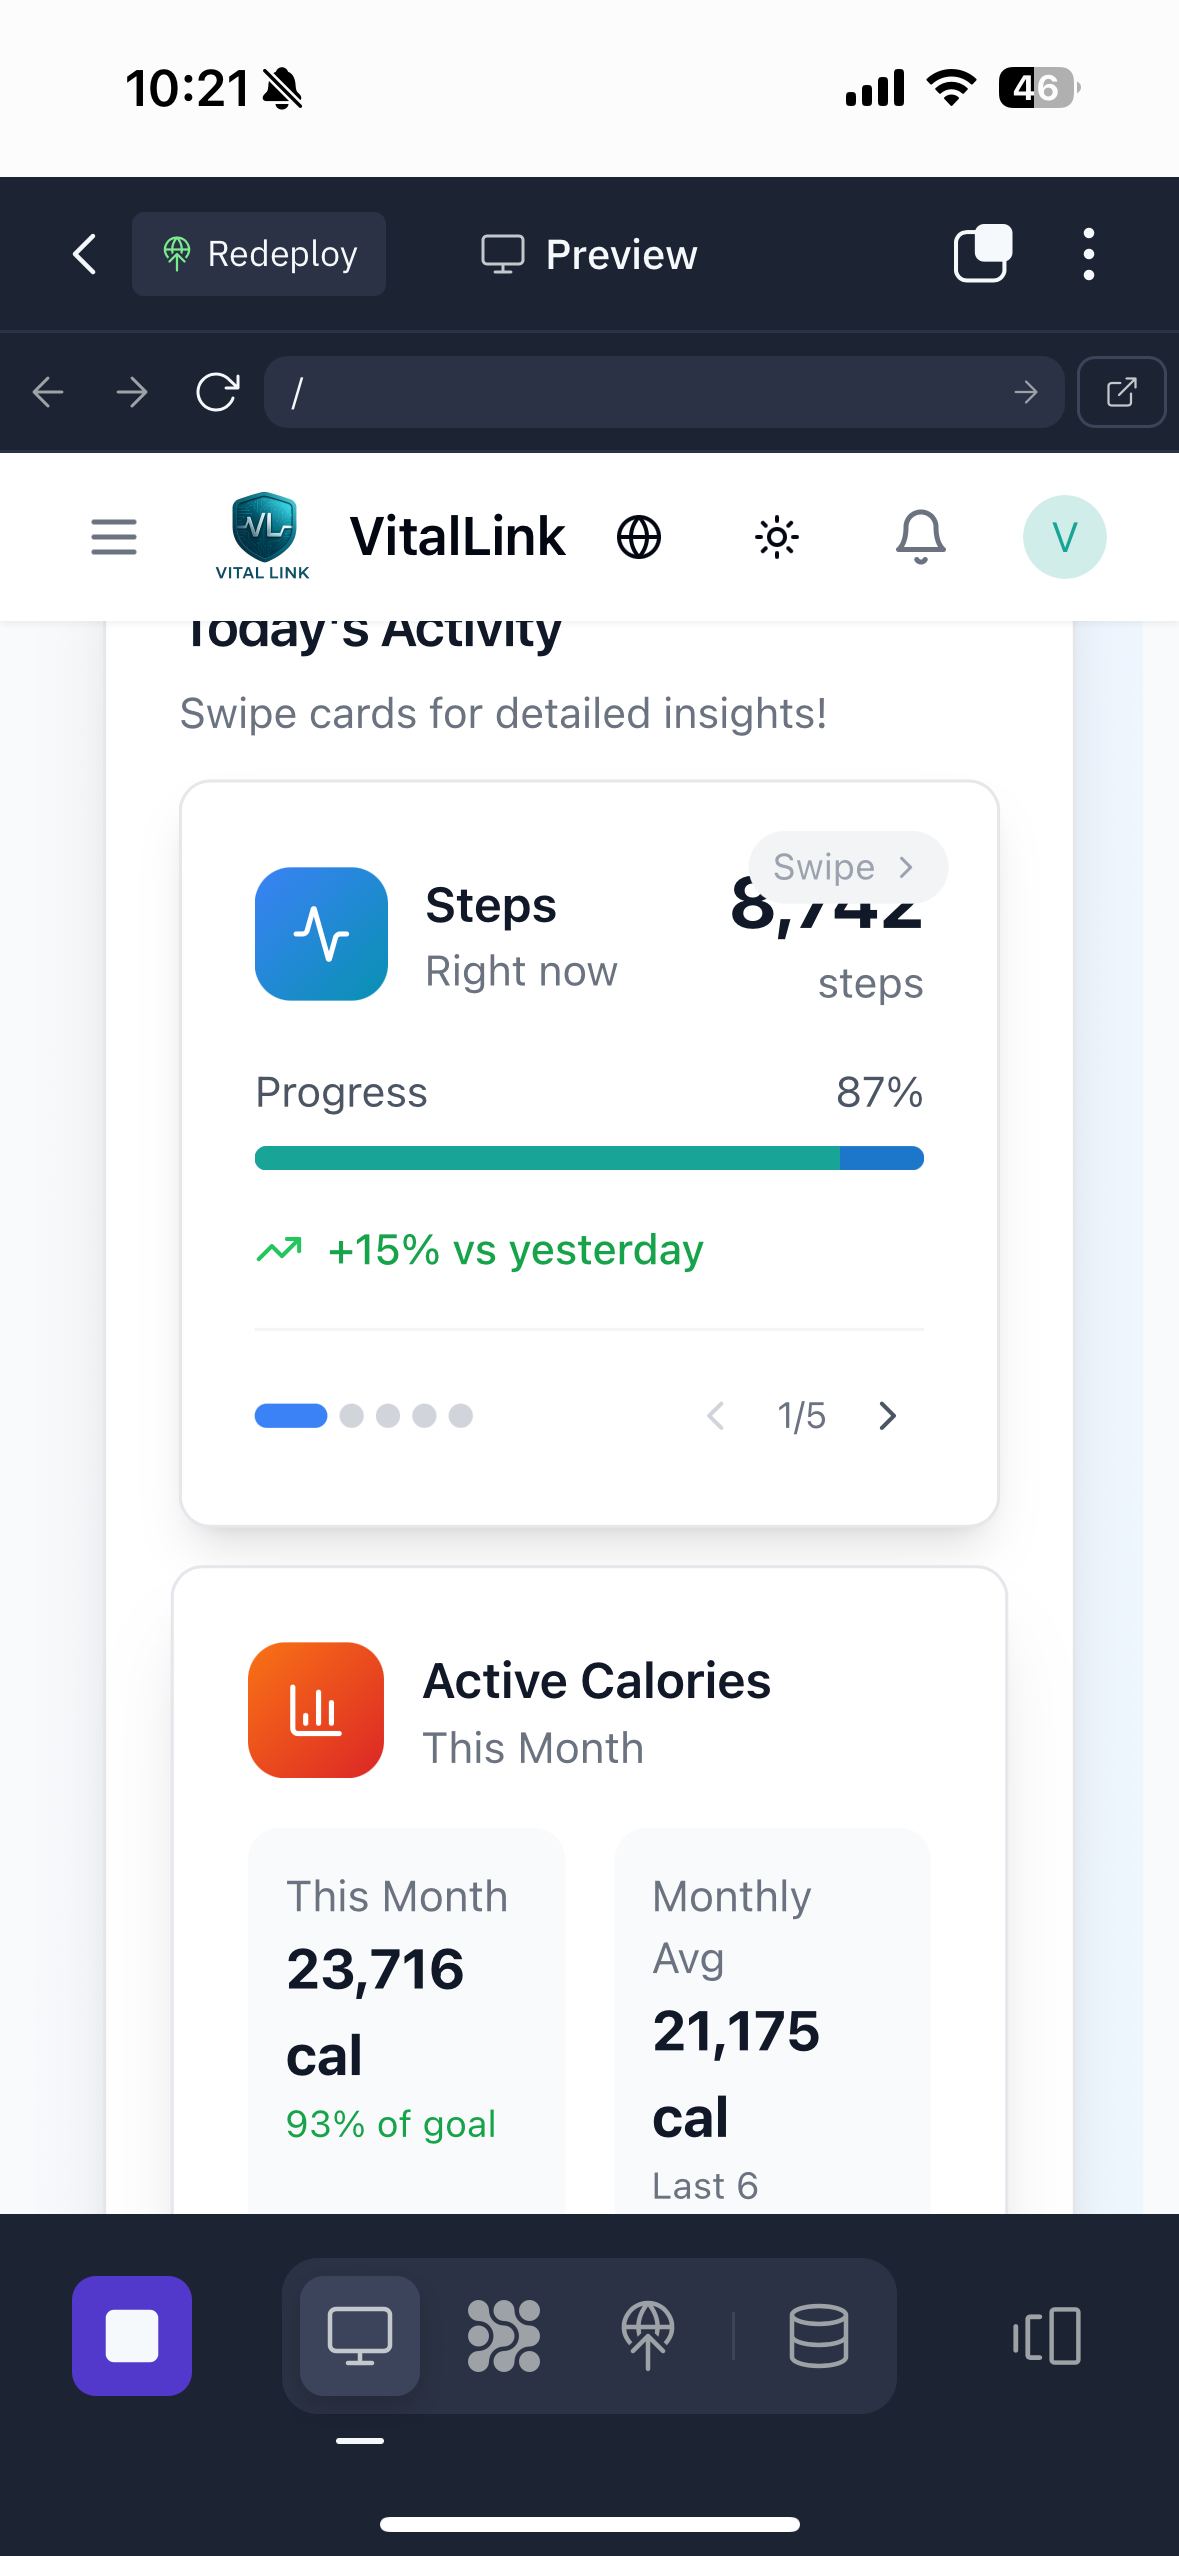 10:21
46
Redeploy
Preview
/
VL
VITAL LINK
VitalLink
V
Today's Activity
Swipe cards for detailed insights!
Swipe
Steps
8,742
Right now
steps
Progress
87%
+15% vs yesterday
1/5
Active Calories
This Month
This Month
23,716
cal
93% of goal
Monthly
Avg
21,175
cal
Last 6